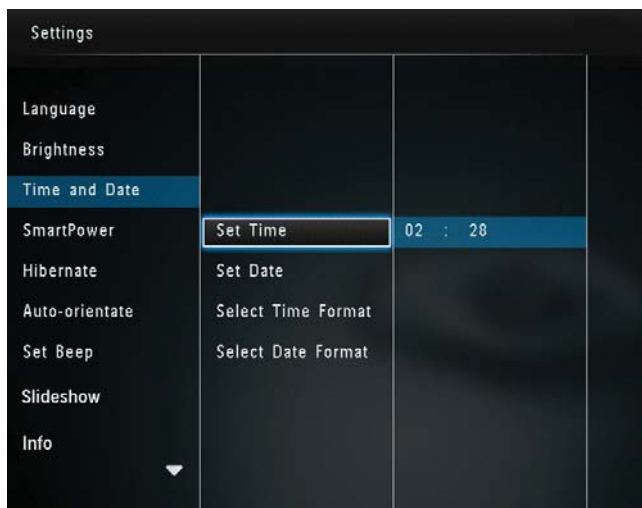 Settings
Language
Brightness
Time and Date
SmartPower
Hibernate
Auto-orientate
Set Beep
Slideshow
Info
Set Time
Set Date
Select Time Format
Select Date Format
02 : 28